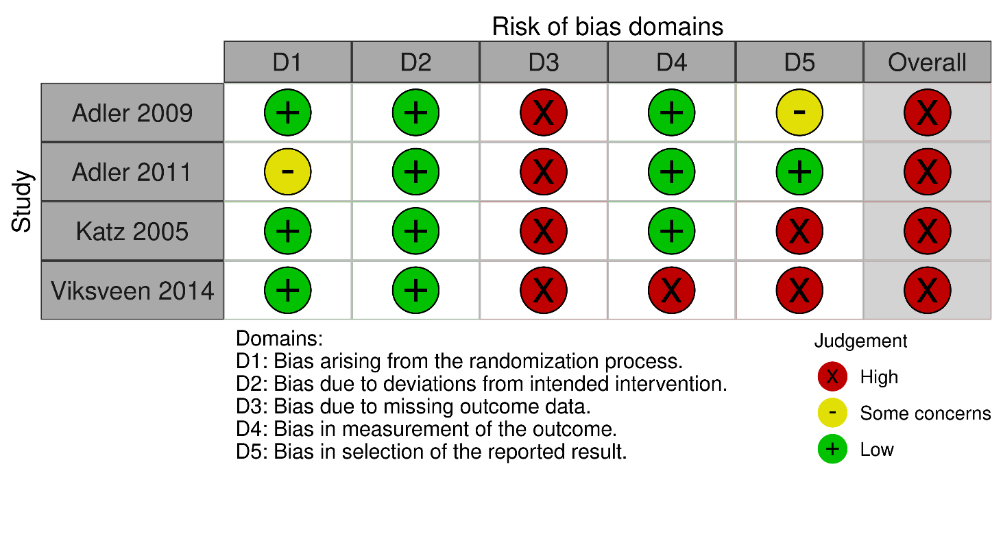 Risk of bias domains
D1 D2 D3 D4 D5 Overall
Study
Adler 2009 + + X + - X
Adler 2011 - + X + + X
Katz 2005 + + X + X X
Viksveen 2014 + + X X X X
Domains:
D1: Bias arising from the randomization process.
D2: Bias due to deviations from intended intervention.
D3: Bias due to missing outcome data.
D4: Bias in measurement of the outcome.
D5: Bias in selection of the reported result.
Judgement
X High
- Some concerns
+ Low